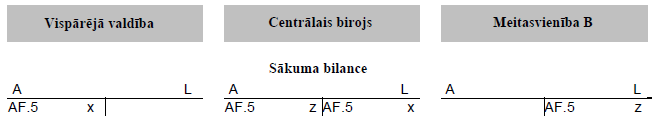 Vispārējā valdība Centrālais birojs Meitasvienība B
Sākuma bilance
A L A L A L
AF.5 x AF.5 z AF.5 x AF.5 z